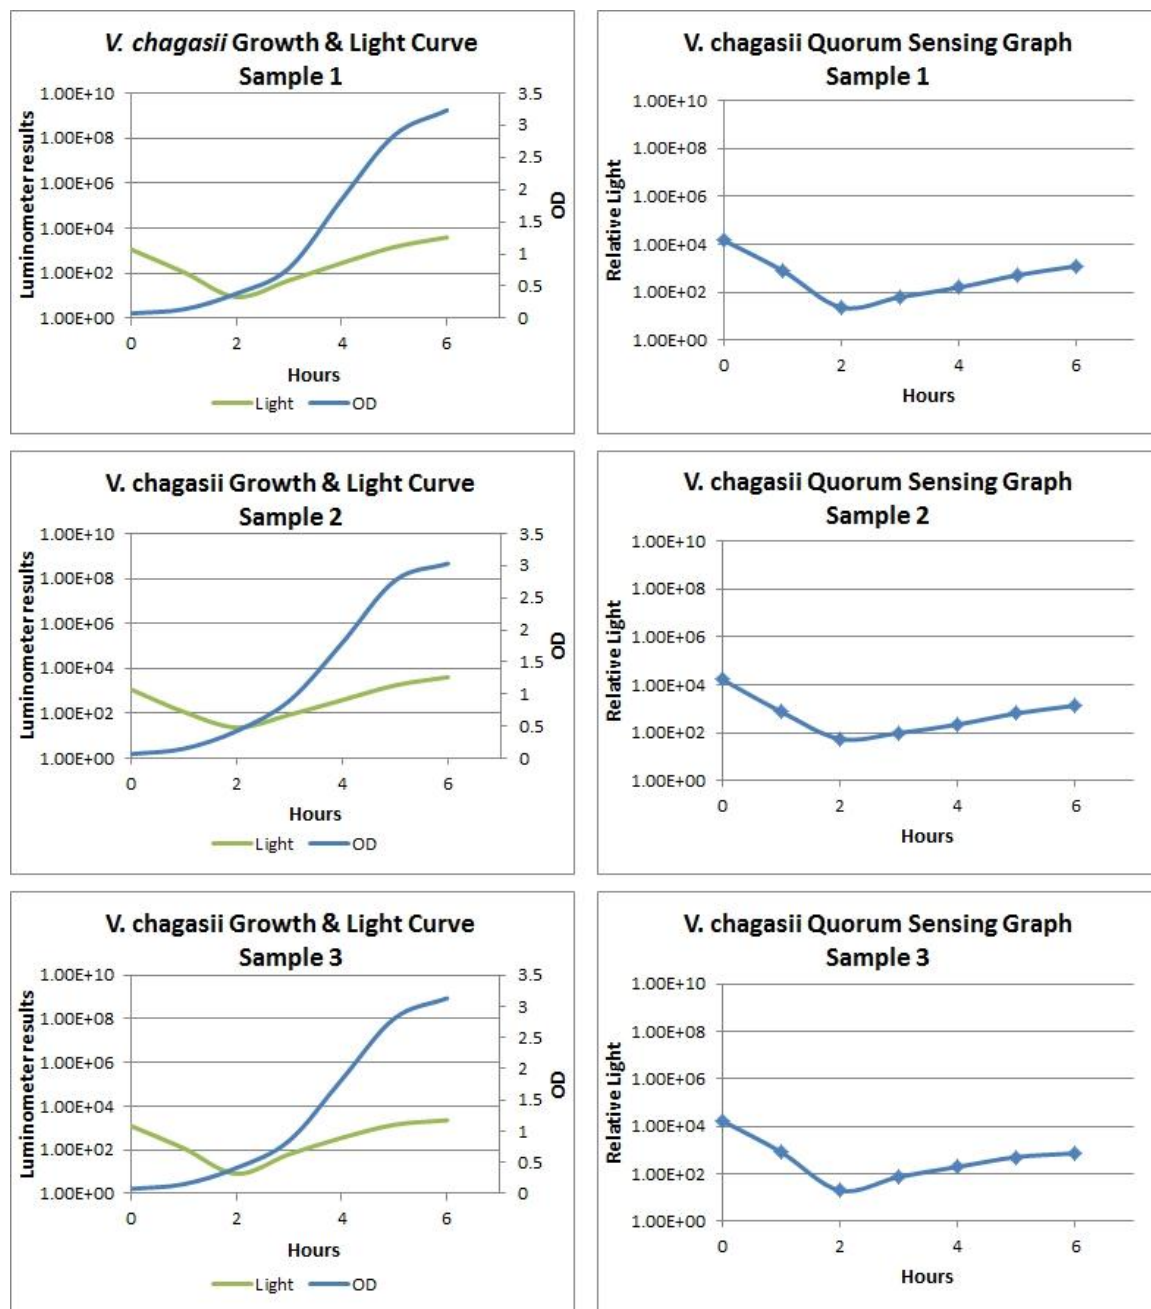 V. chagasii Growth & Light Curve
Sample 1
Luminometer results
1.00E+10
1.00E+08
1.00E+06
1.00E+04
1.00E+02
1.00E+00
3.5
3
2.5
2
1.5
1
0.5
0
OD
0 2 4 6
Hours
Light OD
V. chagasii Quorum Sensing Graph
Sample 1
Relative Light
1.00E+10
1.00E+08
1.00E+06
1.00E+04
1.00E+02
1.00E+00
0 2 4 6
Hours
V. chagasii Growth & Light Curve
Sample 2
Luminometer results
1.00E+10
1.00E+08
1.00E+06
1.00E+04
1.00E+02
1.00E+00
3.5
3
2.5
2
1.5
1
0.5
0
OD
0 2 4 6
Hours
Light OD
V. chagasii Quorum Sensing Graph
Sample 2
Relative Light
1.00E+10
1.00E+08
1.00E+06
1.00E+04
1.00E+02
1.00E+00
0 2 4 6
Hours
V. chagasii Growth & Light Curve
Sample 3
Luminometer results
1.00E+10
1.00E+08
1.00E+06
1.00E+04
1.00E+02
1.00E+00
3.5
3
2.5
2
1.5
1
0.5
0
OD
0 2 4 6
Hours
Light OD
V. chagasii Quorum Sensing Graph
Sample 3
Relative Light
1.00E+10
1.00E+08
1.00E+06
1.00E+04
1.00E+02
1.00E+00
0 2 4 6
Hours